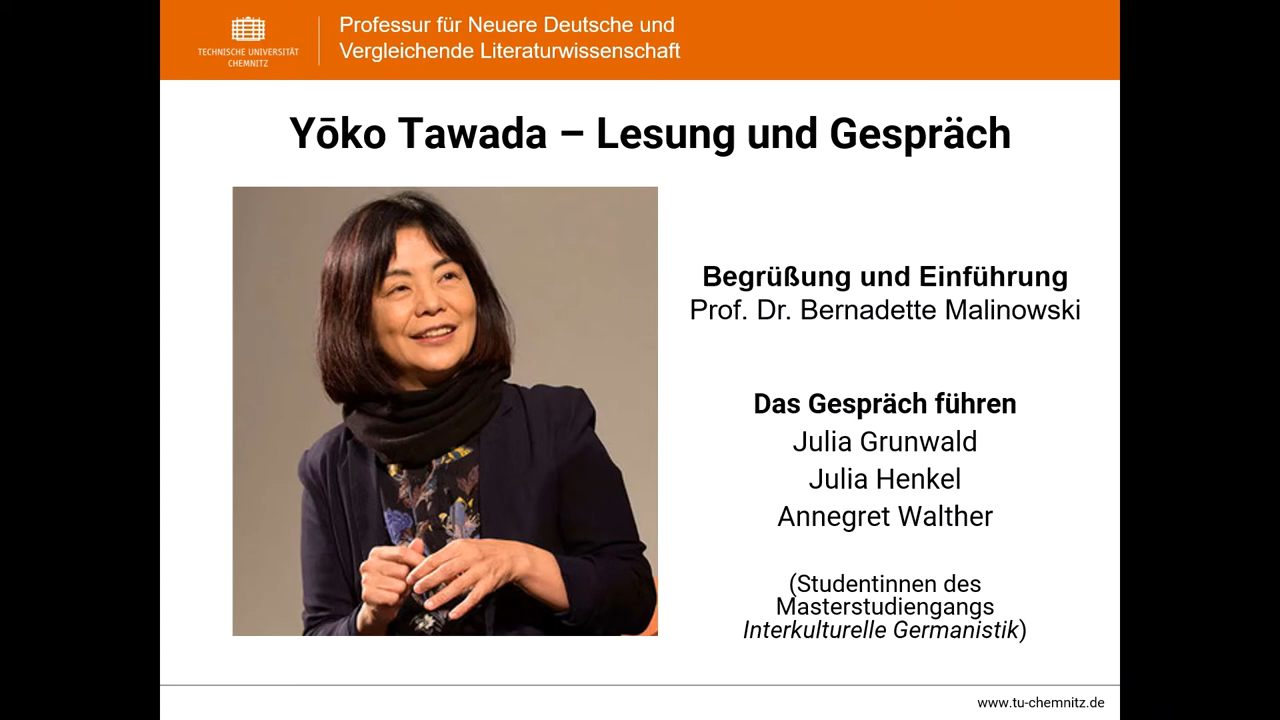 TECHNISCHE UNIVERSITÄT
CHEMNITZ
Professur für Neuere Deutsche und
Vergleichende Literaturwissenschaft
Yōko Tawada – Lesung und Gespräch
Begrüßung und Einführung
Prof. Dr. Bernadette Malinowski
Das Gespräch führen
Julia Grunwald
Julia Henkel
Annegret Walther
(Studentinnen des
Masterstudiengangs
Interkulturelle Germanistik)
www.tu-chemnitz.de